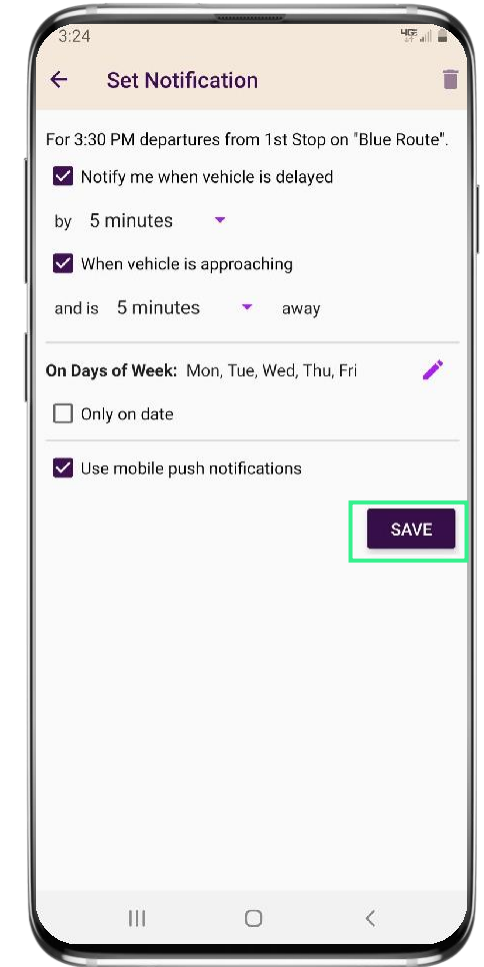 3:24 4G
Set Notification
For 3:30 PM departures from 1st Stop on "Blue Route".
Notify me when vehicle is delayed
by 5 minutes
When vehicle is approaching
and is 5 minutes away
On Days of Week: Mon, Tue, Wed, Thu, Fri
Only on date
Use mobile push notifications
SAVE